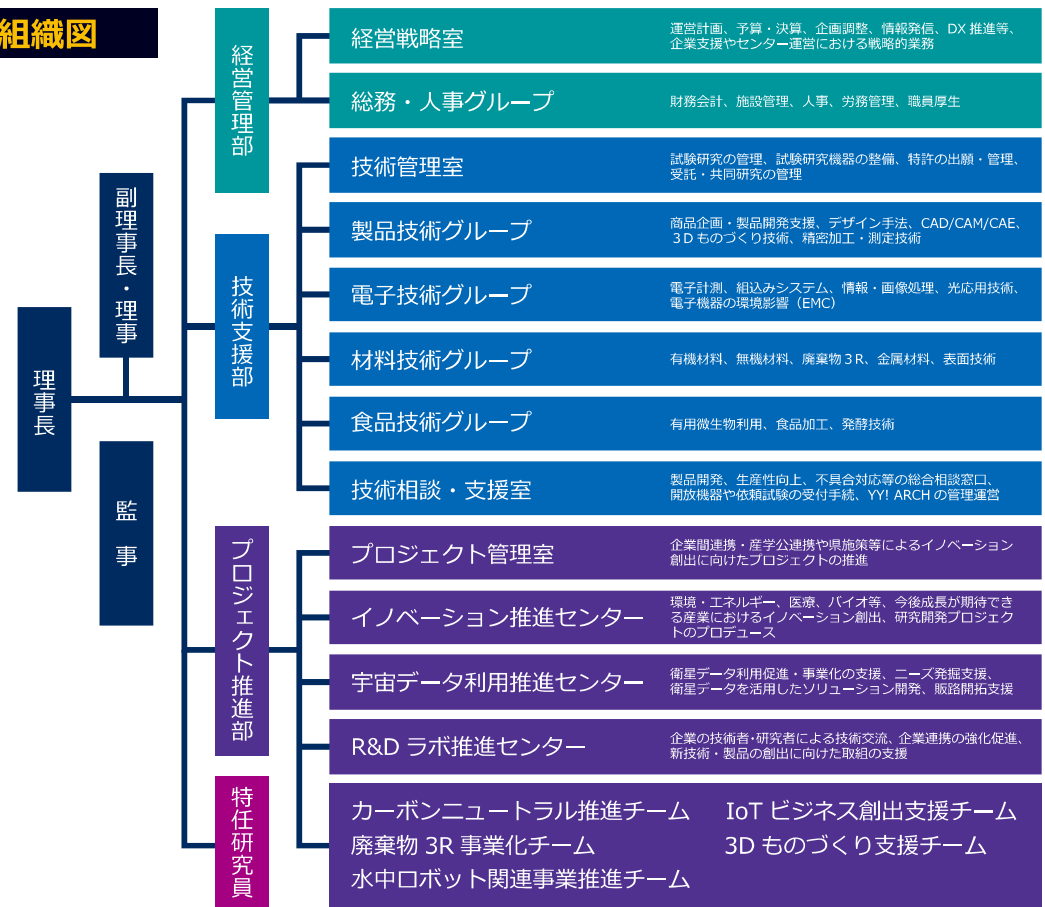 組織図
理事長
副理事長・理事
監事
経営管理部
経営戦略室
運営計画、予算・決算、企画調整、情報発信、DX 推進等、
企業支援やセンター運営における戦略的業務
総務・人事グループ
財務会計、施設管理、人事、労務管理、職員厚生
技術支援部
技術管理室
試験研究の管理、試験研究機器の整備、特許の出願・管理、
受託・共同研究の管理
製品技術グループ
商品企画・製品開発支援、デザイン手法、CAD/CAM/CAE、
３D ものづくり技術、精密加工・測定技術
電子技術グループ
電子計測、組込みシステム、情報・画像処理、光応用技術、
電子機器の環境影響（EMC）
材料技術グループ
有機材料、無機材料、廃棄物３R、金属材料、表面技術
食品技術グループ
有用微生物利用、食品加工、発酵技術
技術相談・支援室
製品開発、生産性向上、不具合対応等の総合相談窓口、
開放機器や依頼試験の受付手続、YY! ARCH の管理運営
プロジェクト推進部
プロジェクト管理室
企業間連携・産学公連携や県施策等によるイノベーション
創出に向けたプロジェクトの推進
イノベーション推進センター
環境・エネルギー、医療、バイオ等、今後成長が期待でき
る産業におけるイノベーション創出、研究開発プロジェク
トのプロデュース
宇宙データ利用推進センター
衛星データ利用促進・事業化の支援、ニーズ発掘支援、
衛星データを活用したソリューション開発、販路開拓支援
R&D ラボ推進センター
企業の技術者・研究者による技術交流、企業連携の強化促進、
新技術・製品の創出に向けた取組の支援
特任研究員
カーボンニュートラル推進チーム
IoT ビジネス創出支援チーム
廃棄物 3R 事業化チーム
3D ものづくり支援チーム
水中ロボット関連事業推進チーム